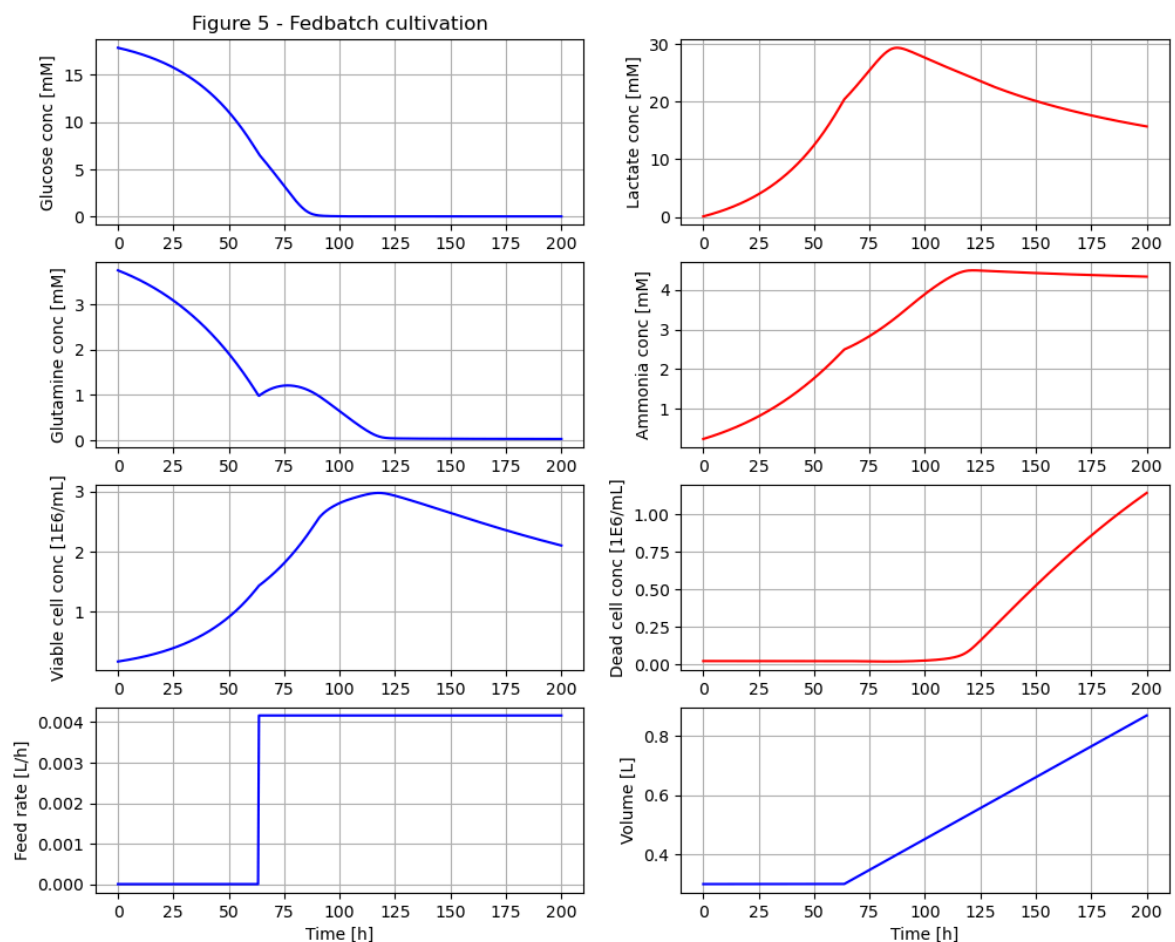 Figure 5 - Fedbatch cultivation
Glucose conc [mM]
15
10
5
0
0 25 50 75 100 125 150 175 200
Lactate conc [mM]
30
20
10
0
0 25 50 75 100 125 150 175 200
Glutamine conc [mM]
3
2
1
0
0 25 50 75 100 125 150 175 200
Ammonia conc [mM]
4
3
2
1
0 25 50 75 100 125 150 175 200
Viable cell conc [1E6/mL]
3
2
1
0 25 50 75 100 125 150 175 200
Dead cell conc [1E6/mL]
1.00
0.75
0.50
0.25
0.00
0 25 50 75 100 125 150 175 200
Feed rate [L/h]
0.004
0.003
0.002
0.001
0.000
0 25 50 75 100 125 150 175 200
Time [h]
Volume [L]
0.8
0.6
0.4
0 25 50 75 100 125 150 175 200
Time [h]